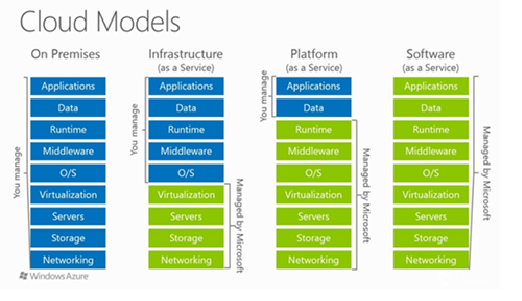 Cloud Models
On Premises
You manage
Applications
Data
Runtime
Middleware
O/S
Virtualization
Servers
Storage
Networking
Infrastructure
(as a Service)
You manage
Applications
Data
Runtime
Middleware
O/S
Virtualization
Servers
Storage
Networking
Managed by Microsoft
Platform
(as a Service)
You manage
Applications
Data
Runtime
Middleware
O/S
Virtualization
Servers
Storage
Networking
Managed by Microsoft
Software
(as a Service)
Applications
Data
Runtime
Middleware
O/S
Virtualization
Servers
Storage
Networking
Managed by Microsoft
Windows Azure